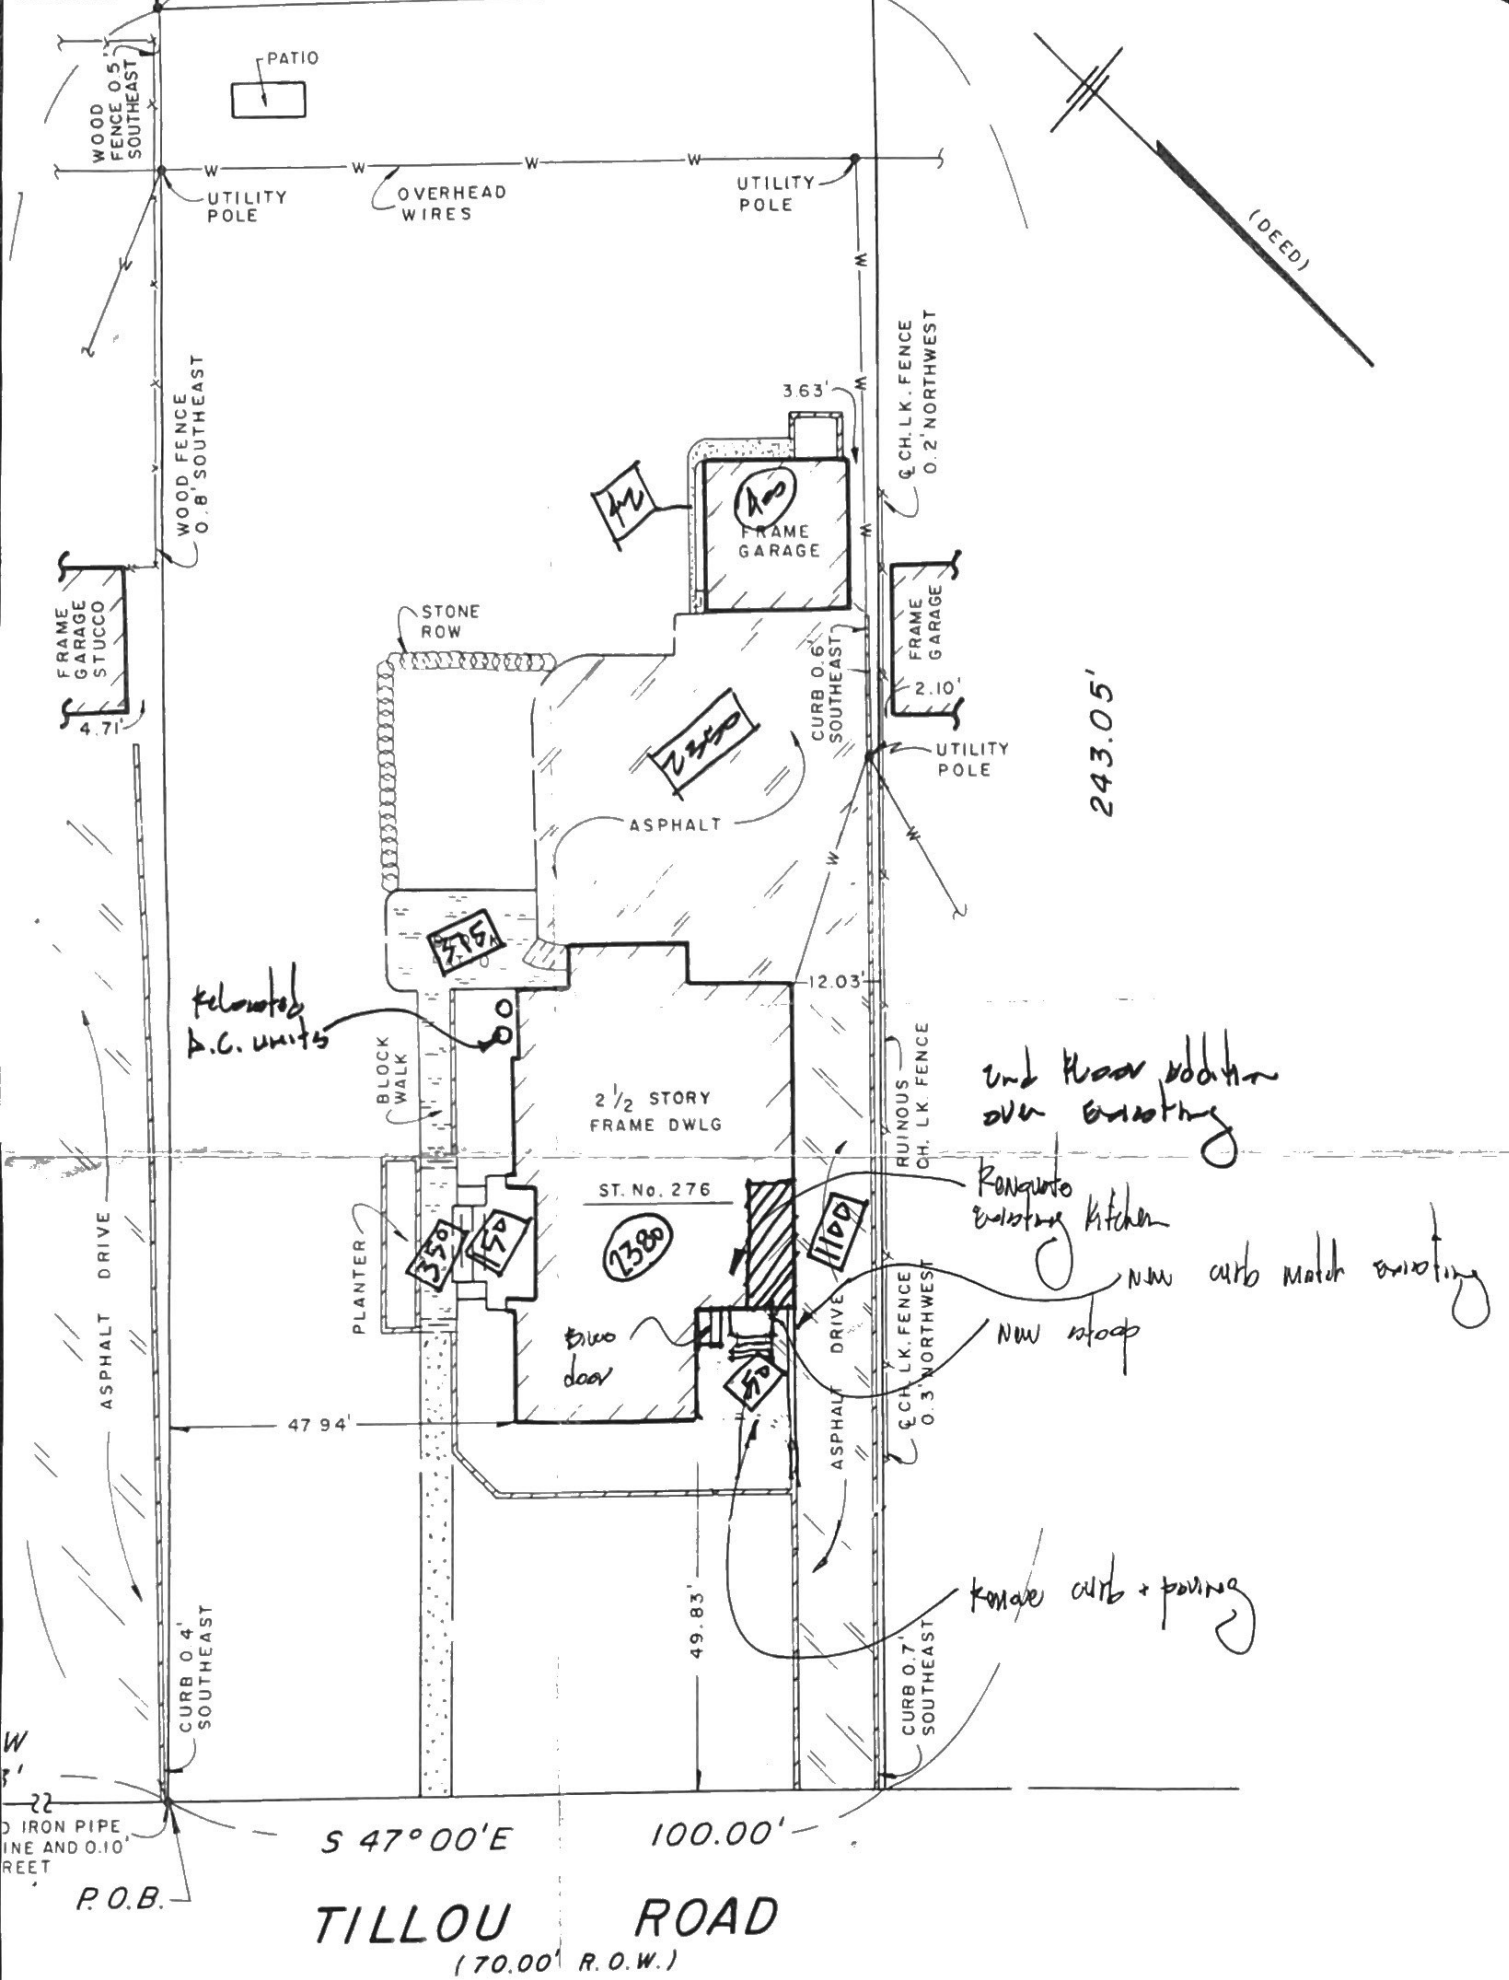 WOOD
FENCE 0.5'
SOUTHEAST
PATIO
W W W W
UTILITY
POLE
OVERHEAD
WIRES
UTILITY
POLE
(DEED)
W
W
W
W
WOOD FENCE
0.8' SOUTHEAST
3.63'
℄ CH. LK. FENCE
0.2' NORTHWEST
42
400
FRAME
GARAGE
FRAME
GARAGE
STUCCO
4.71'
STONE
ROW
CURB 0.6'
SOUTHEAST
FRAME
GARAGE
2.10'
243.05'
2350
UTILITY
POLE
ASPHALT
W
W
375
12.03'
Relocated
A.C. units
BLOCK
WALK
2 1/2 STORY
FRAME DWLG
RUINOUS
CH. LK. FENCE
2nd floor addition
over existing
ST. No. 276
existing kitchen
PLANTER
350
50
2380
1100
New curb match existing
New stoop
door
50
ASPHALT DRIVE
ASPHALT DRIVE
℄ CH. LK. FENCE
0.3' NORTHWEST
47.94'
49.83'
Remove curb + paving
CURB 0.4'
SOUTHEAST
CURB 0.7'
SOUTHEAST
W
3'
D IRON PIPE
INE AND 0.10'
REET
S 47°00'E 100.00'
P.O.B.
TILLOU ROAD
(70.00' R.O.W.)